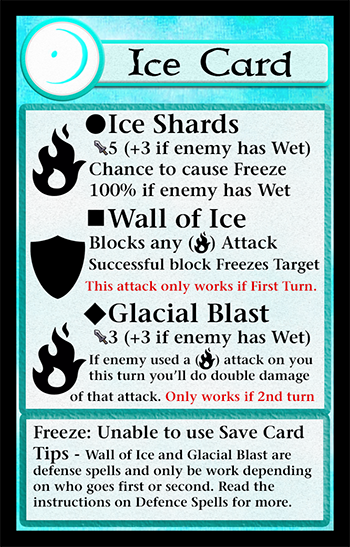 Ice Card
Ice Shards
5 (+3 if enemy has Wet)
Chance to cause Freeze
100% if enemy has Wet
Wall of Ice
Blocks any () Attack
Successful block Freezes Target
This attack only works if First Turn.
Glacial Blast
3 (+3 if enemy has Wet)
If enemy used a () attack on you
this turn you'll do double damage
of that attack. Only works if 2nd turn
Freeze: Unable to use Save Card
Tips - Wall of Ice and Glacial Blast are
defense spells and only be work depending
on who goes first or second. Read the
instructions on Defence Spells for more.